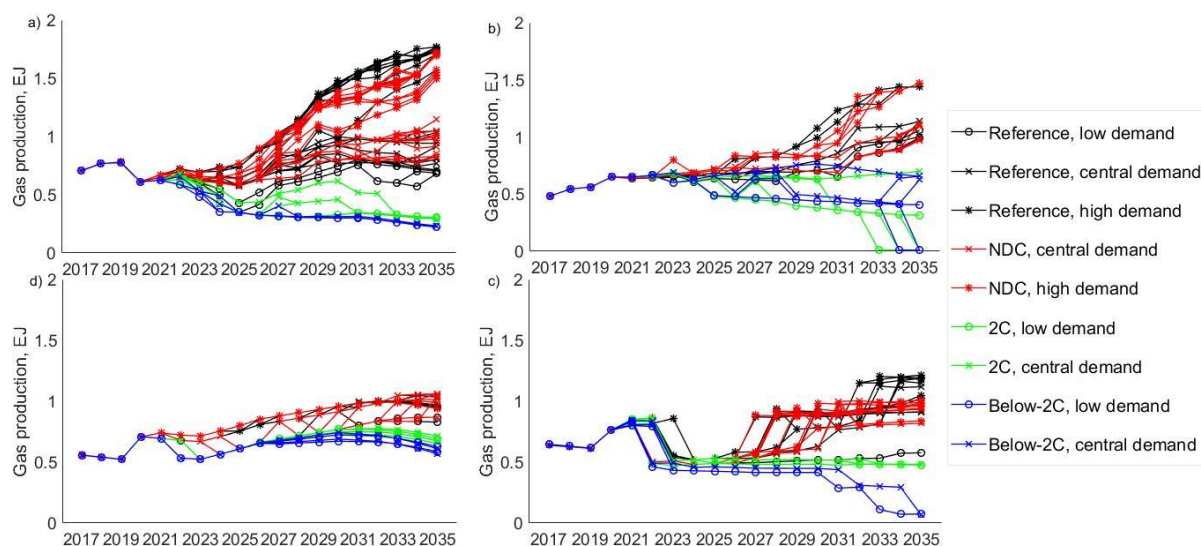 a)
2
1.5
1
0.5
0
Gas production, EJ
2017 2019 2021 2023 2025 2027 2029 2031 2033 2035
b)
2
1.5
1
0.5
0
Gas production, EJ
2017 2019 2021 2023 2025 2027 2029 2031 2033 2035
d)
2
1.5
1
0.5
0
Gas production, EJ
2017 2019 2021 2023 2025 2027 2029 2031 2033 2035
c)
2
1.5
1
0.5
0
Gas production, EJ
2017 2019 2021 2023 2025 2027 2029 2031 2033 2035
Reference, low demand
Reference, central demand
Reference, high demand
NDC, central demand
NDC, high demand
2C, low demand
2C, central demand
Below-2C, low demand
Below-2C, central demand